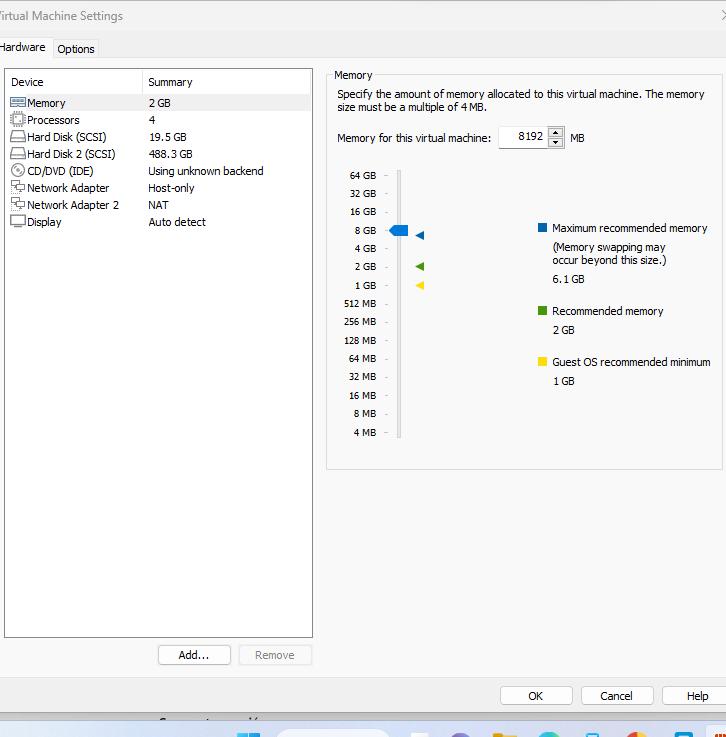 Virtual Machine Settings
Hardware
Options
Device Summary
Memory 2 GB
Processors 4
Hard Disk (SCSI) 19.5 GB
Hard Disk 2 (SCSI) 488.3 GB
CD/DVD (IDE) Using unknown backend
Network Adapter Host-only
Network Adapter 2 NAT
Display Auto detect
Add...
Remove
Memory
Specify the amount of memory allocated to this virtual machine. The memory
size must be a multiple of 4 MB.
Memory for this virtual machine: 8192 MB
64 GB
32 GB
16 GB
8 GB
4 GB
2 GB
1 GB
512 MB
256 MB
128 MB
64 MB
32 MB
16 MB
8 MB
4 MB
Maximum recommended memory
(Memory swapping may
occur beyond this size.)
6.1 GB
Recommended memory
2 GB
Guest OS recommended minimum
1 GB
OK
Cancel
Help